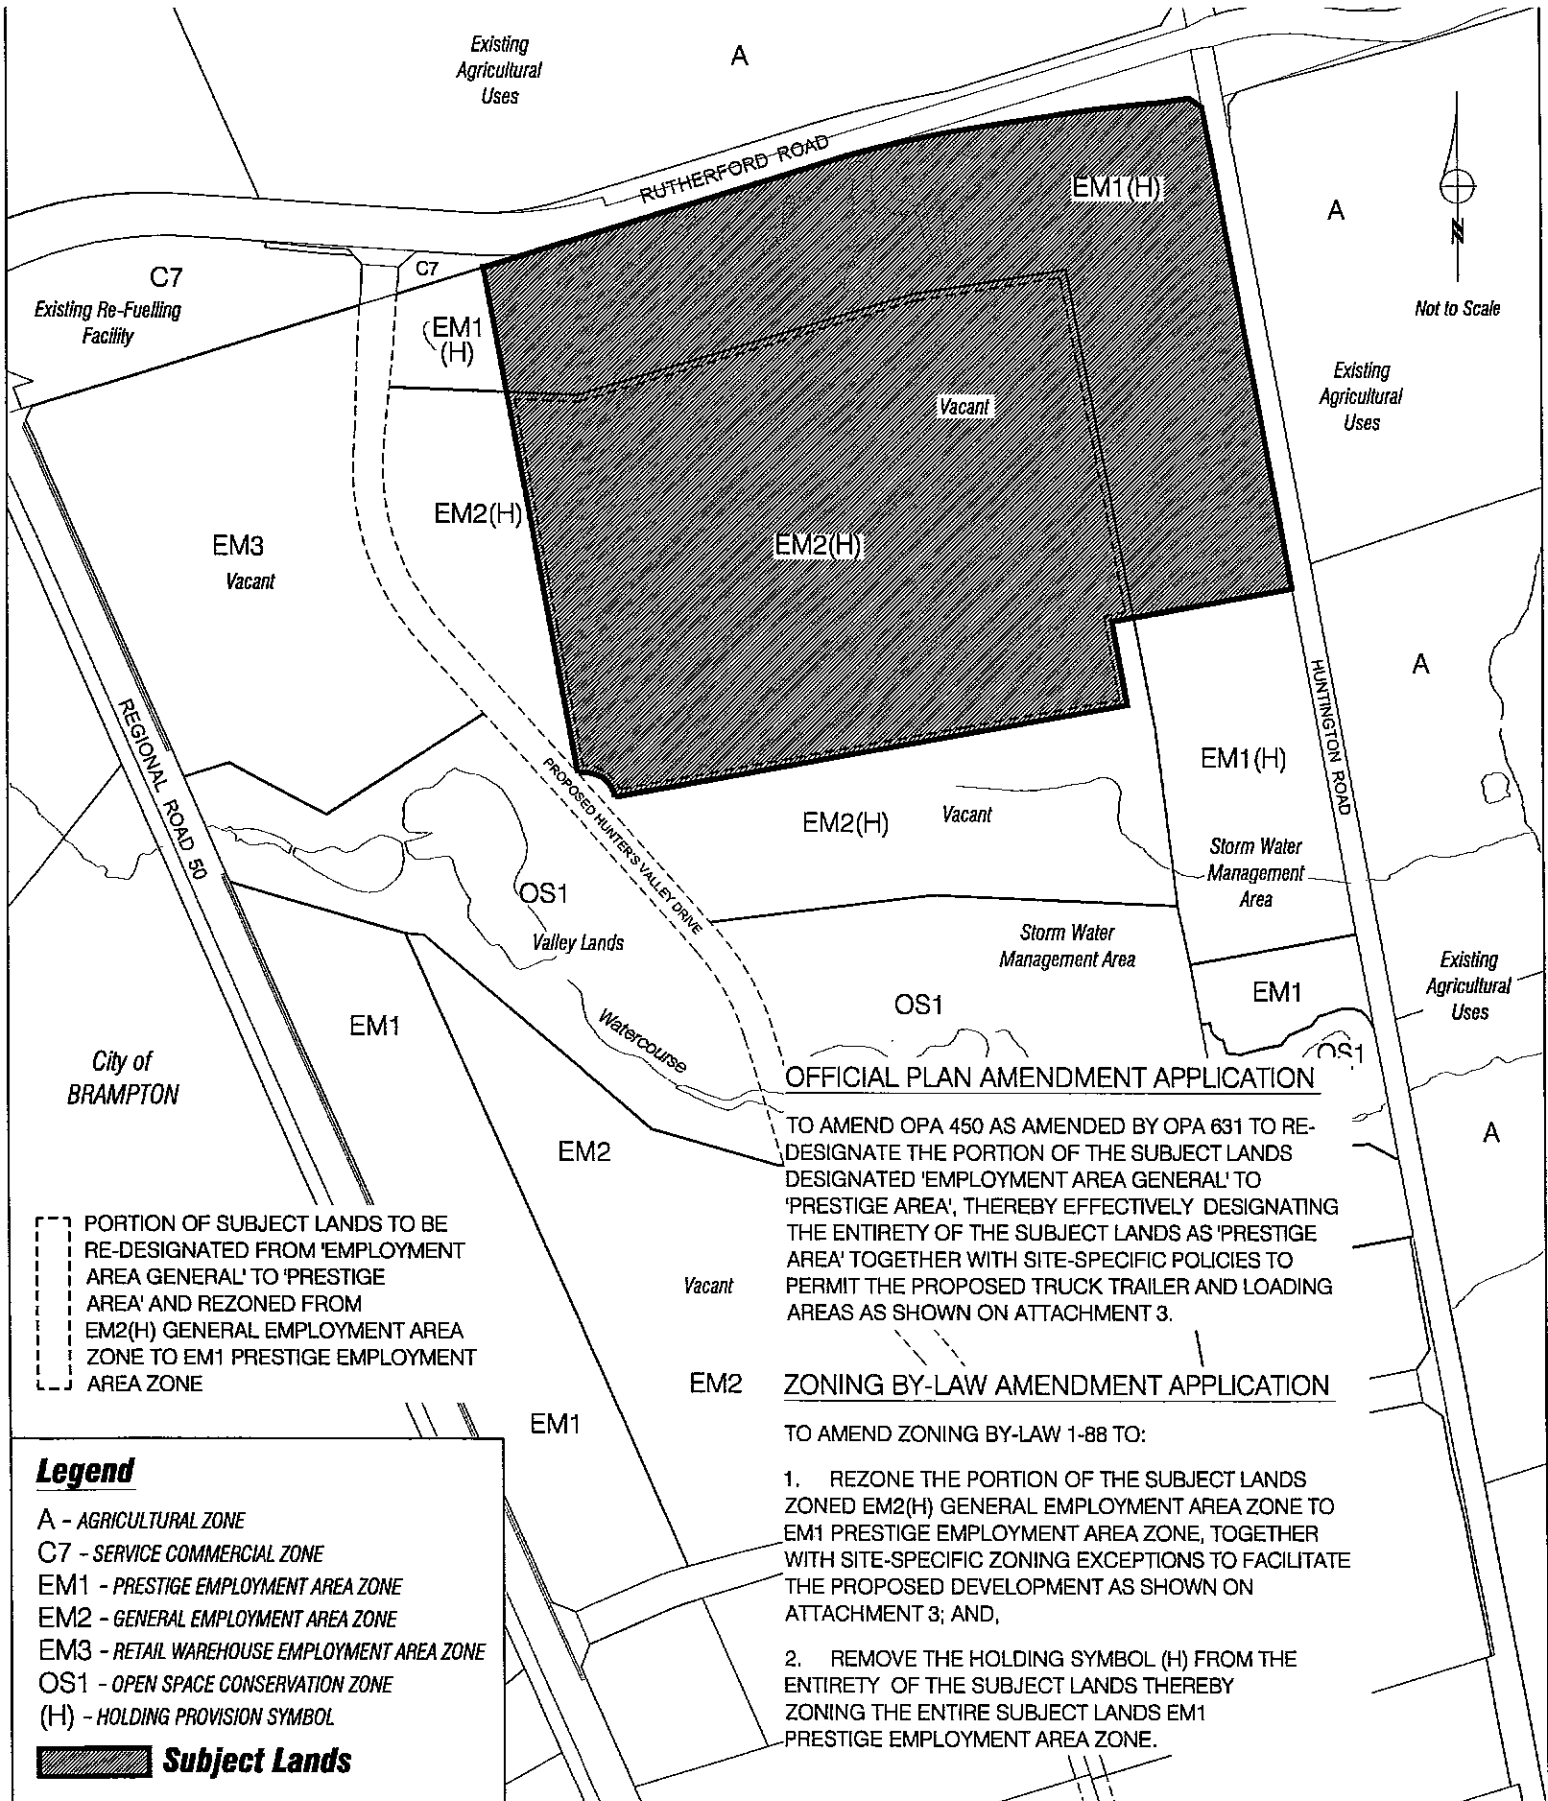 Existing
Agricultural
Uses
A
RUTHERFORD ROAD
EM1(H)
A
N
Not to Scale
C7
C7
Existing Re-Fuelling
Facility
EM1
(H)
Existing
Agricultural
Uses
Vacant
EM2(H)
EM2(H)
EM3
Vacant
HUNTINGTON ROAD
A
REGIONAL ROAD 50
PROPOSED HUNTER'S VALLEY DRIVE
EM1(H)
EM2(H)
Vacant
Storm Water
Management
Area
OS1
Valley Lands
Storm Water
Management Area
Existing
Agricultural
Uses
EM1
OS1
EM1
Watercourse
OS1
City of
BRAMPTON
A
EM2
OFFICIAL PLAN AMENDMENT APPLICATION
TO AMEND OPA 450 AS AMENDED BY OPA 631 TO RE-
DESIGNATE THE PORTION OF THE SUBJECT LANDS
DESIGNATED 'EMPLOYMENT AREA GENERAL' TO
'PRESTIGE AREA', THEREBY EFFECTIVELY DESIGNATING
THE ENTIRETY OF THE SUBJECT LANDS AS 'PRESTIGE
AREA' TOGETHER WITH SITE-SPECIFIC POLICIES TO
PERMIT THE PROPOSED TRUCK TRAILER AND LOADING
AREAS AS SHOWN ON ATTACHMENT 3.
PORTION OF SUBJECT LANDS TO BE
RE-DESIGNATED FROM 'EMPLOYMENT
AREA GENERAL' TO 'PRESTIGE
AREA' AND REZONED FROM
EM2(H) GENERAL EMPLOYMENT AREA
ZONE TO EM1 PRESTIGE EMPLOYMENT
AREA ZONE
Vacant
EM2
EM1
ZONING BY-LAW AMENDMENT APPLICATION
TO AMEND ZONING BY-LAW 1-88 TO:
1. REZONE THE PORTION OF THE SUBJECT LANDS
ZONED EM2(H) GENERAL EMPLOYMENT AREA ZONE TO
EM1 PRESTIGE EMPLOYMENT AREA ZONE, TOGETHER
WITH SITE-SPECIFIC ZONING EXCEPTIONS TO FACILITATE
THE PROPOSED DEVELOPMENT AS SHOWN ON
ATTACHMENT 3; AND,
2. REMOVE THE HOLDING SYMBOL (H) FROM THE
ENTIRETY OF THE SUBJECT LANDS THEREBY
ZONING THE ENTIRE SUBJECT LANDS EM1
PRESTIGE EMPLOYMENT AREA ZONE.
Legend
A - AGRICULTURAL ZONE
C7 - SERVICE COMMERCIAL ZONE
EM1 - PRESTIGE EMPLOYMENT AREA ZONE
EM2 - GENERAL EMPLOYMENT AREA ZONE
EM3 - RETAIL WAREHOUSE EMPLOYMENT AREA ZONE
OS1 - OPEN SPACE CONSERVATION ZONE
(H) - HOLDING PROVISION SYMBOL
Subject Lands